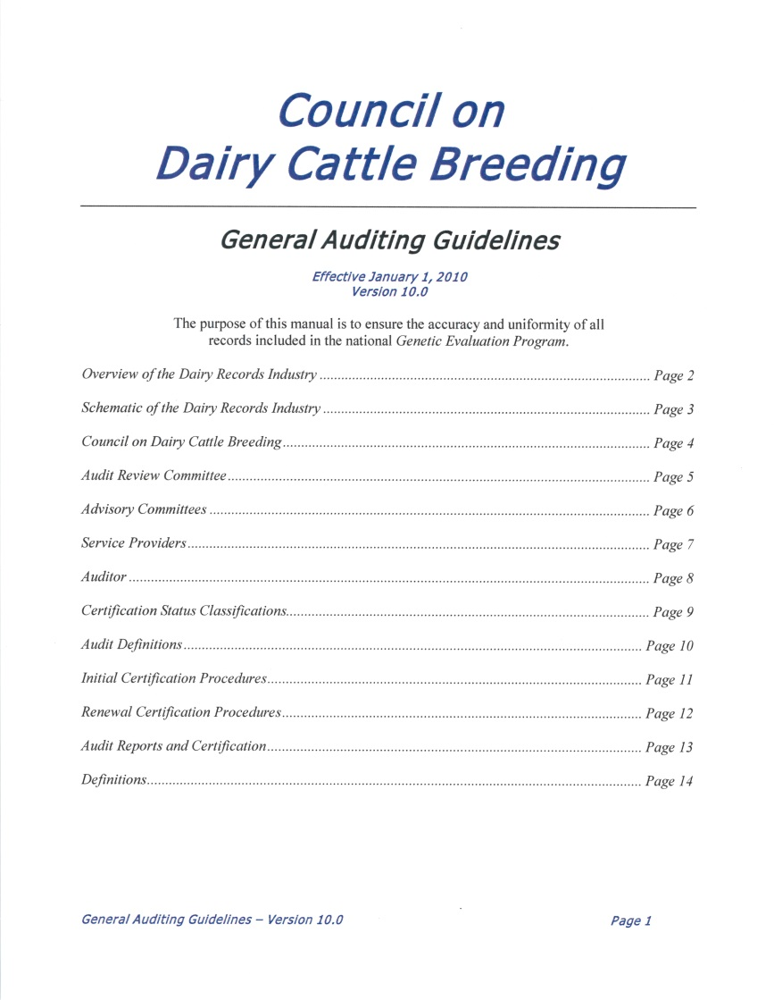 Council on
Dairy Cattle Breeding
General Auditing Guidelines
Effective January 1, 2010
Version 10.0
The purpose of this manual is to ensure the accuracy and uniformity of all
records included in the national Genetic Evaluation Program.
Overview of the Dairy Records Industry ........................................................................................... Page 2
Schematic of the Dairy Records Industry .......................................................................................... Page 3
Council on Dairy Cattle Breeding ..................................................................................................... Page 4
Audit Review Committee .................................................................................................................... Page 5
Advisory Committees ......................................................................................................................... Page 6
Service Providers ............................................................................................................................... Page 7
Auditor ............................................................................................................................................... Page 8
Certification Status Classifications .................................................................................................... Page 9
Audit Definitions .............................................................................................................................. Page 10
Initial Certification Procedures ....................................................................................................... Page 11
Renewal Certification Procedures ................................................................................................... Page 12
Audit Reports and Certification ....................................................................................................... Page 13
Definitions ........................................................................................................................................ Page 14
General Auditing Guidelines – Version 10.0 Page 1